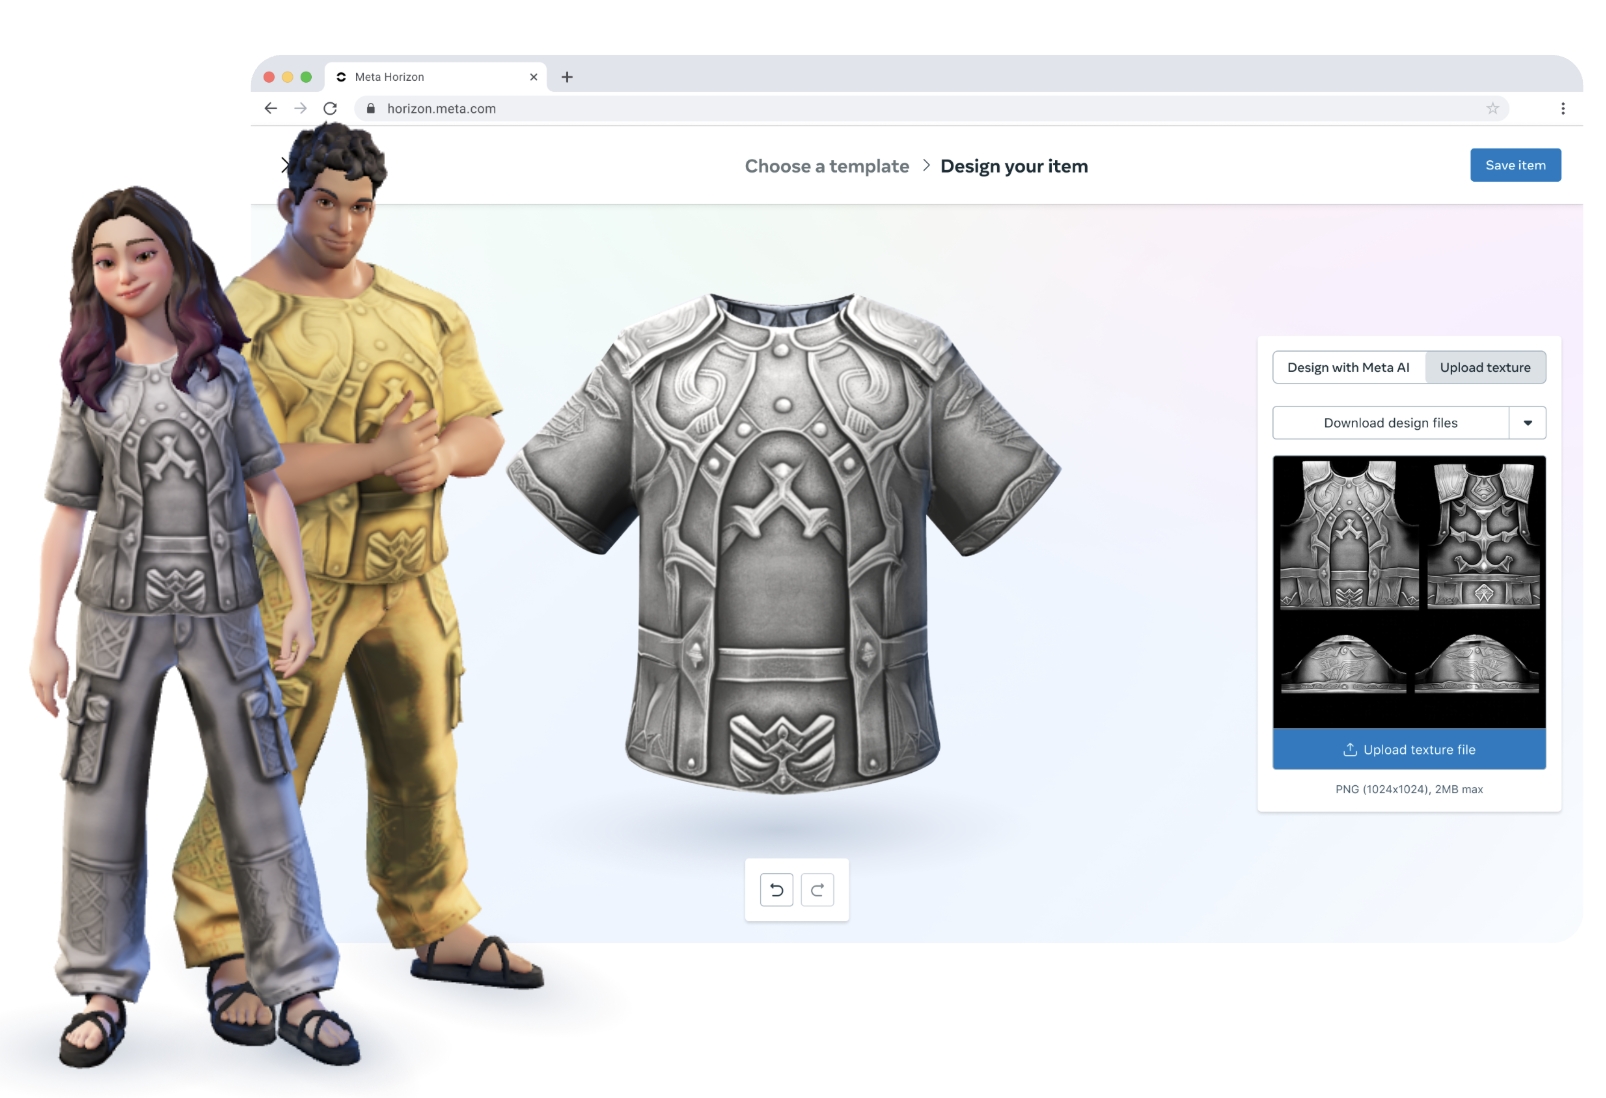 Meta Horizon
horizon.meta.com
Choose a template > Design your item
Save item
Design with Meta AI
Upload texture
Download design files
Upload texture file
PNG (1024x1024), 2MB max